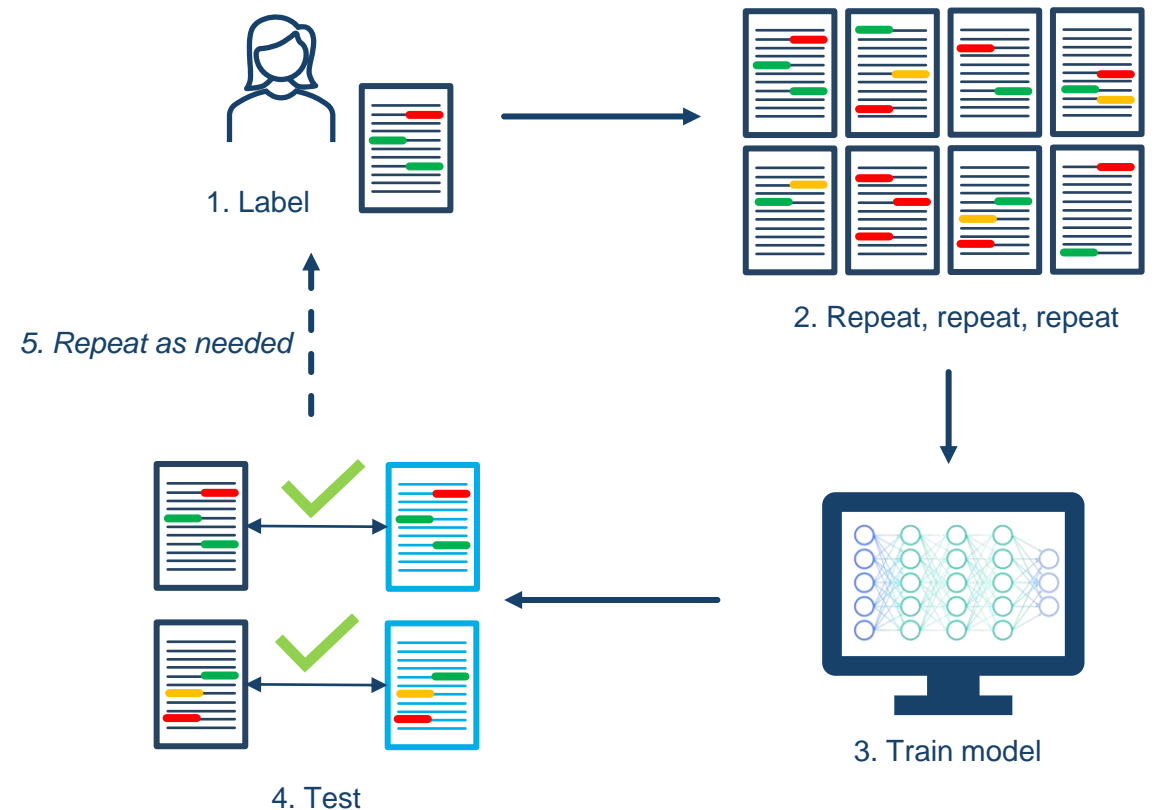 1. Label
2. Repeat, repeat, repeat
3. Train model
4. Test
5. Repeat as needed